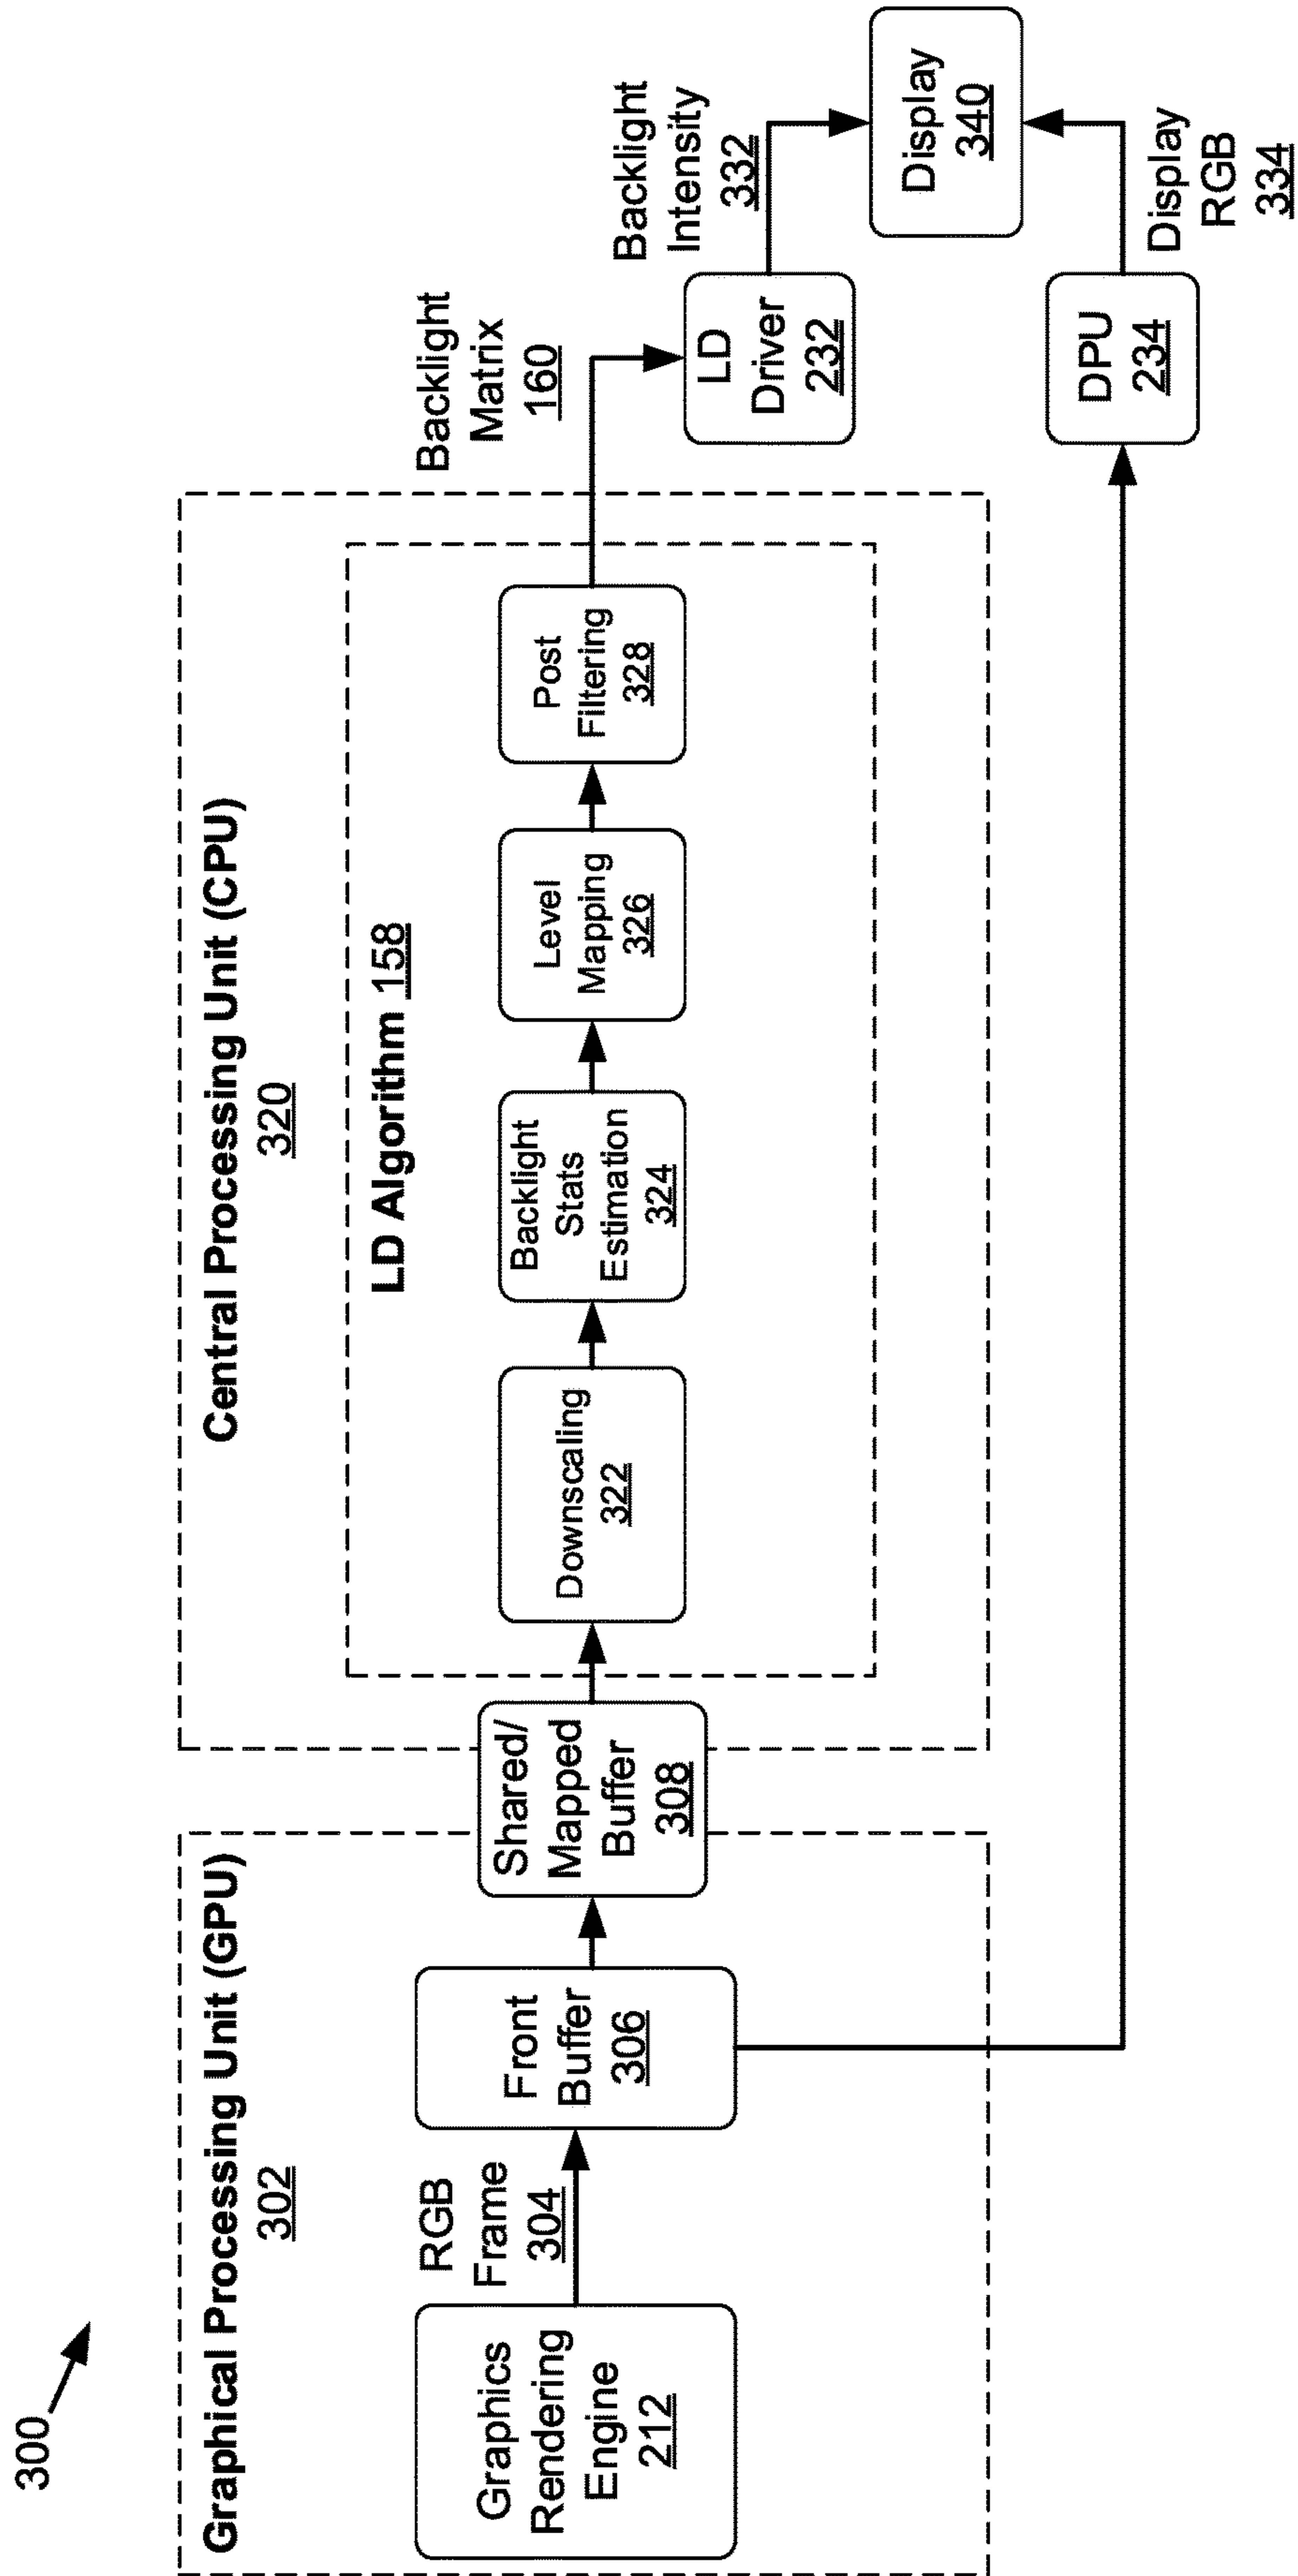 300
Graphical Processing Unit (GPU)
302
Graphics
Rendering
Engine
212
RGB
Frame
304
Front
Buffer
306
Shared/
Mapped
Buffer
308
Central Processing Unit (CPU)
320
LD Algorithm 158
Downscaling
322
Backlight
Stats
Estimation
324
Level
Mapping
326
Post
Filtering
328
Backlight
Matrix
160
LD
Driver
232
Backlight
Intensity
332
DPU
234
Display
RGB
334
Display
340